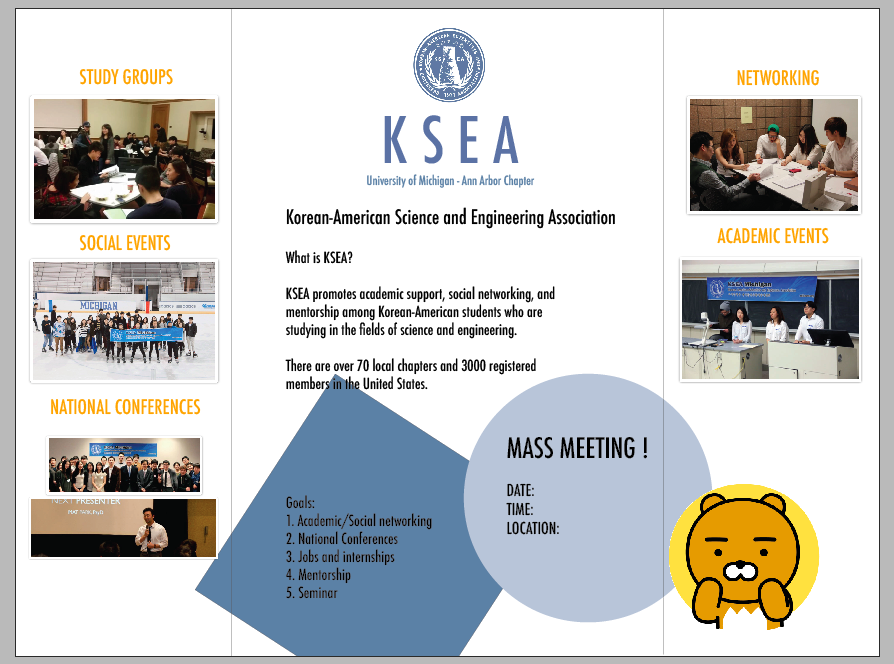 STUDY GROUPS
SOCIAL EVENTS
MICHIGAN
NATIONAL CONFERENCES
NEXT PRESENTER
KSEA
University of Michigan - Ann Arbor Chapter
Korean-American Science and Engineering Association
What is KSEA?
KSEA promotes academic support, social networking, and
mentorship among Korean-American students who are
studying in the fields of science and engineering.
There are over 70 local chapters and 3000 registered
members in the United States.
Goals:
1. Academic/Social networking
2. National Conferences
3. Jobs and internships
4. Mentorship
5. Seminar
MASS MEETING !
DATE:
TIME:
LOCATION:
NETWORKING
ACADEMIC EVENTS
KSEA Michigan